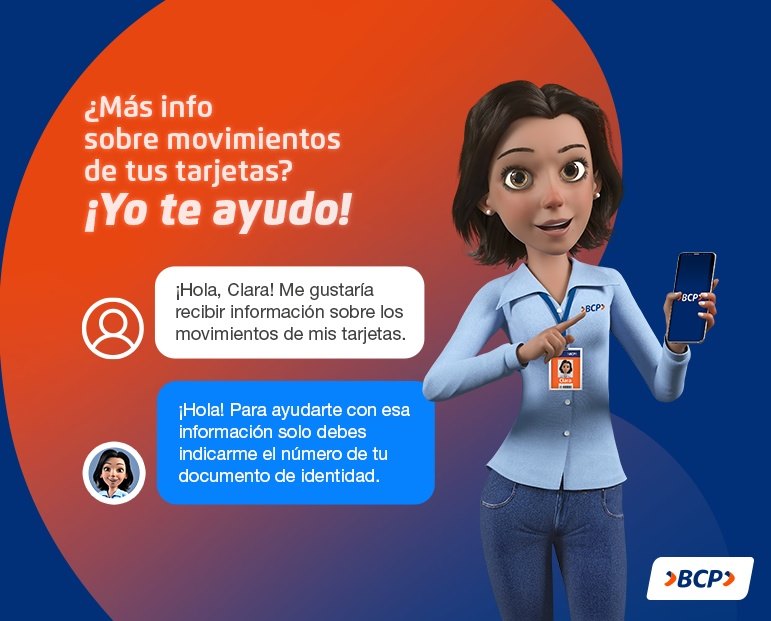 ¿Más info
sobre movimientos
de tus tarjetas?
¡Yo te ayudo!
¡Hola, Clara! Me gustaría
recibir información sobre los
movimientos de mis tarjetas.
¡Hola! Para ayudarte con esa
información solo debes
indicarme el número de tu
documento de identidad.
BCP
BCP
BCP
Clara
BCP